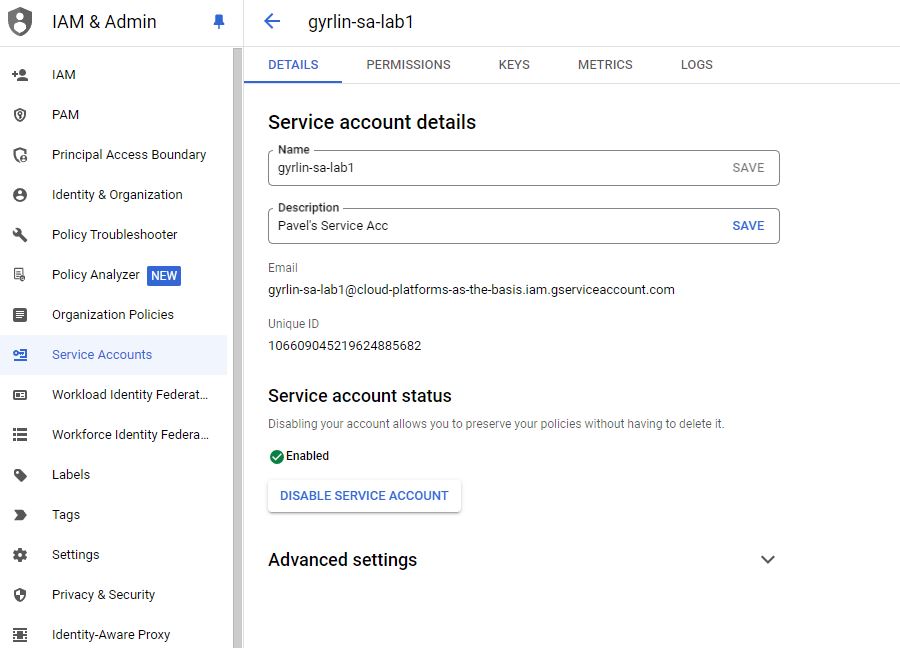 IAM & Admin
gyrlin-sa-lab1
DETAILS
PERMISSIONS
KEYS
METRICS
LOGS
IAM
PAM
Principal Access Boundary
Identity & Organization
Policy Troubleshooter
Policy Analyzer NEW
Organization Policies
Service Accounts
Workload Identity Federat...
Workforce Identity Federa...
Labels
Tags
Settings
Privacy & Security
Identity-Aware Proxy
Service account details
Name
gyrlin-sa-lab1 SAVE
Description
Pavel's Service Acc SAVE
Email
gyrlin-sa-lab1@cloud-platforms-as-the-basis.iam.gserviceaccount.com
Unique ID
106609045219624885682
Service account status
Disabling your account allows you to preserve your policies without having to delete it.
Enabled
DISABLE SERVICE ACCOUNT
Advanced settings